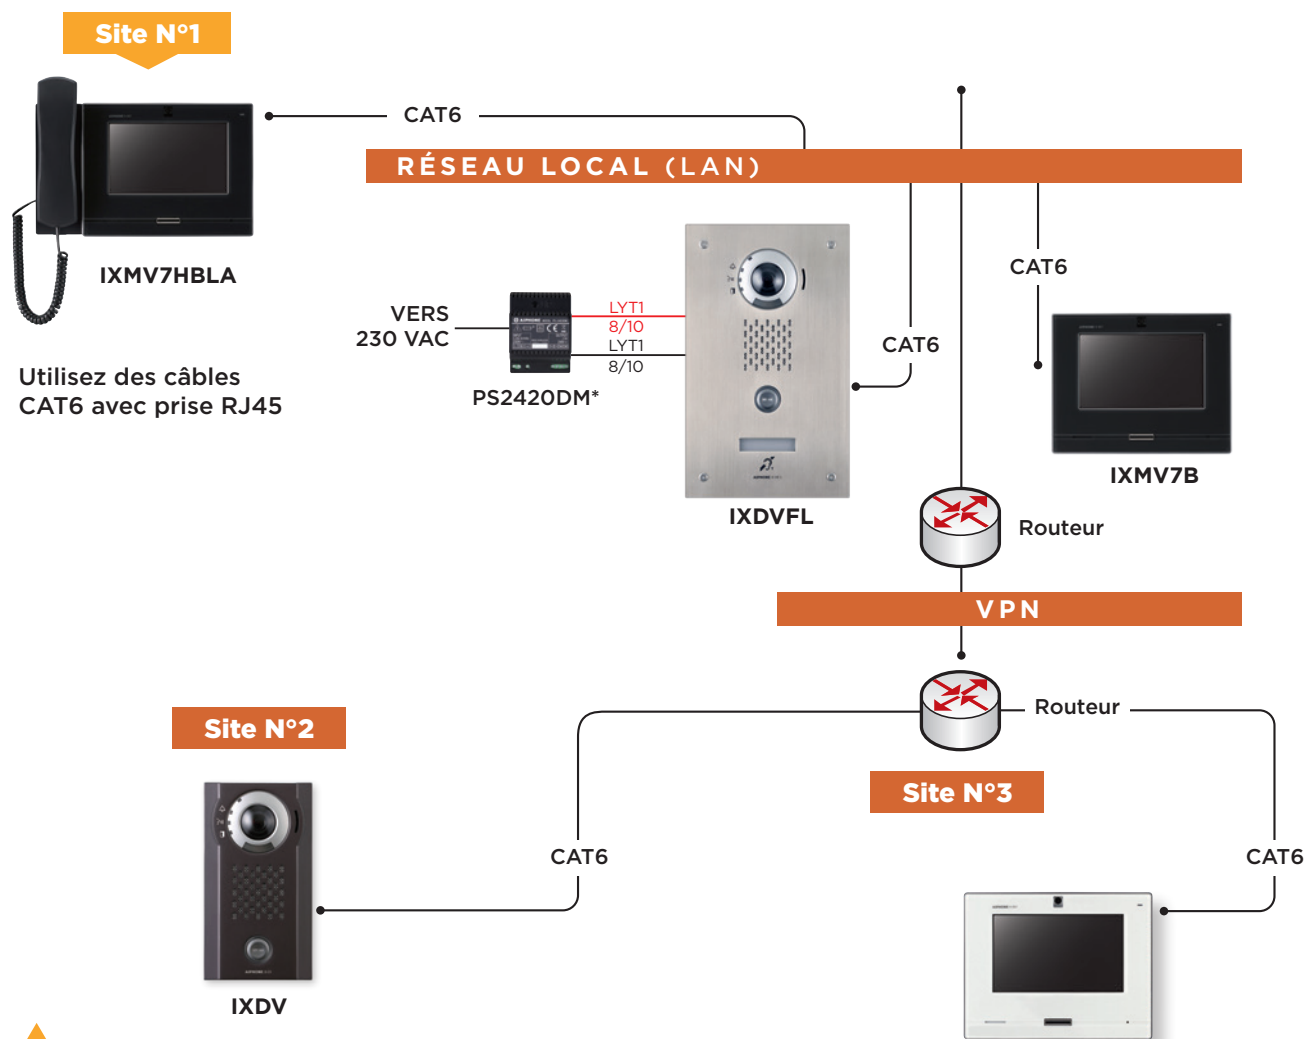 Site N°1
CAT6
RÉSEAU LOCAL (LAN)
IXMV7HBLA
CAT6
VERS
230 VAC
LYT1
8/10
LYT1
8/10
CAT6
PS2420DM*
Utilisez des câbles
CAT6 avec prise RJ45
IXMV7B
IXDVFL
Routeur
VPN
Routeur
Site N°2
Site N°3
CAT6
CAT6
IXDV